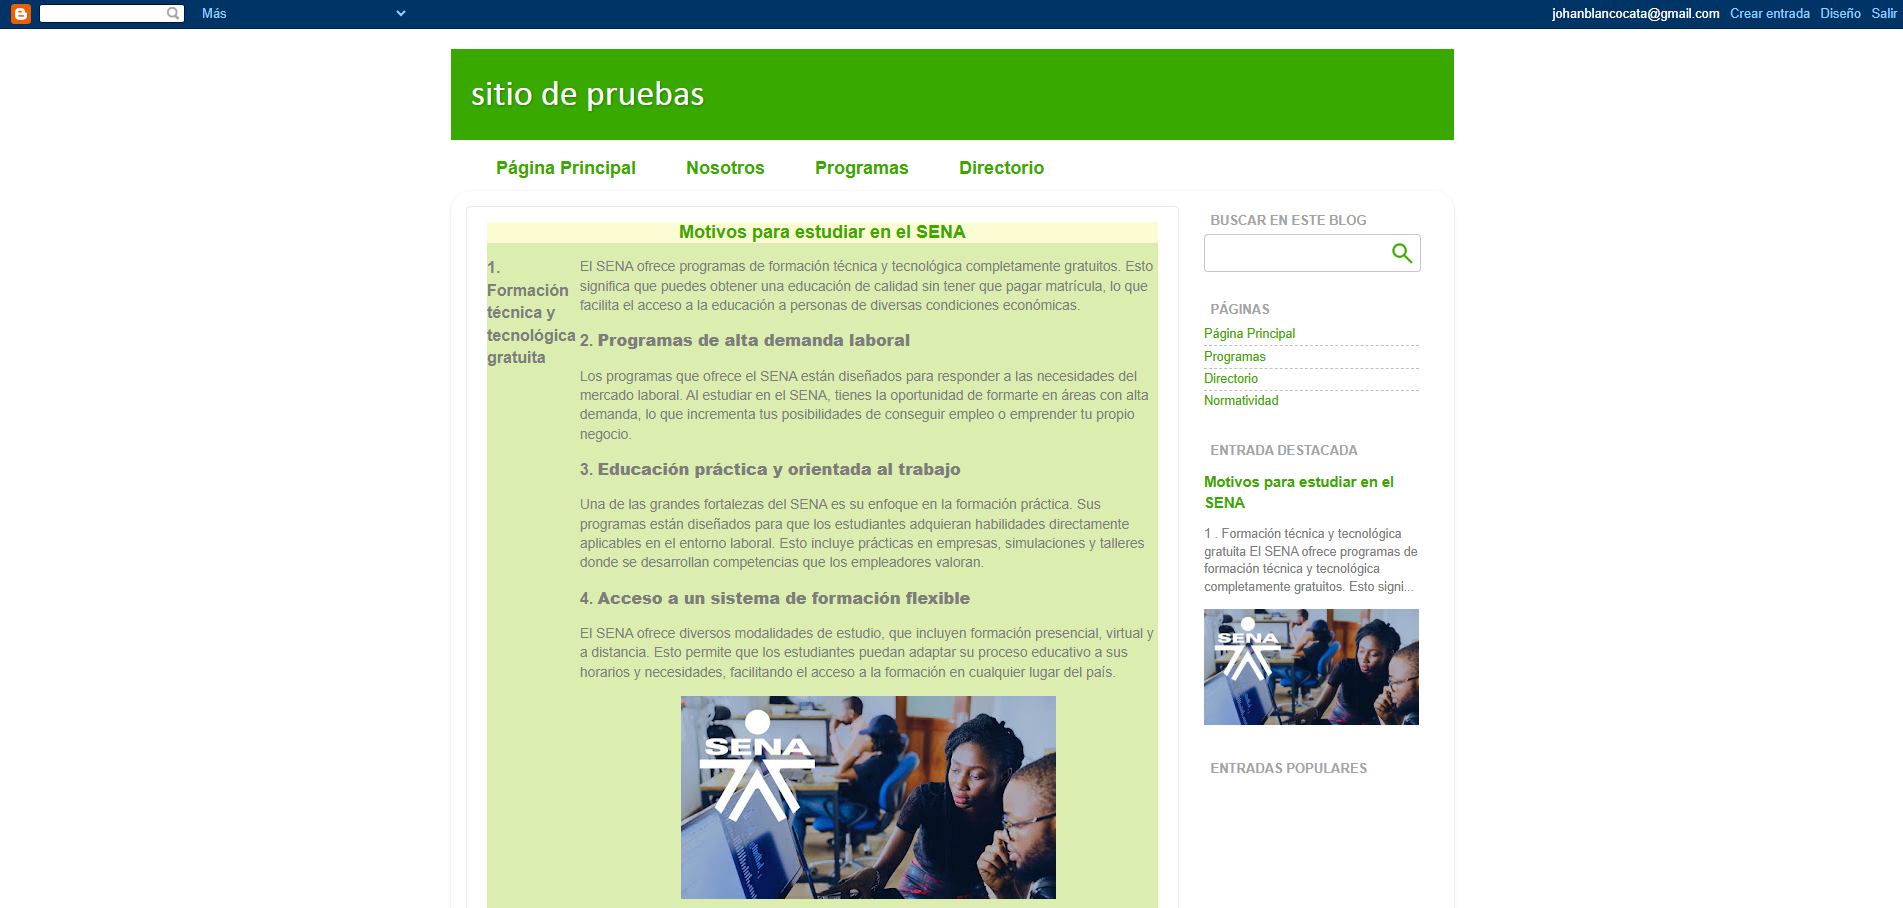 Más
johanblancocata@gmail.com Crear entrada Diseño Salir
sitio de pruebas
Página Principal Nosotros Programas Directorio
Motivos para estudiar en el SENA
1.
Formación
técnica y
tecnológica
gratuita
El SENA ofrece programas de formación técnica y tecnológica completamente gratuitos. Esto
significa que puedes obtener una educación de calidad sin tener que pagar matrícula, lo que
facilita el acceso a la educación a personas de diversas condiciones económicas.
2. Programas de alta demanda laboral
Los programas que ofrece el SENA están diseñados para responder a las necesidades del
mercado laboral. Al estudiar en el SENA, tienes la oportunidad de formarte en áreas con alta
demanda, lo que incrementa tus posibilidades de conseguir empleo o emprender tu propio
negocio.
3. Educación práctica y orientada al trabajo
Una de las grandes fortalezas del SENA es su enfoque en la formación práctica. Sus
programas están diseñados para que los estudiantes adquieran habilidades directamente
aplicables en el entorno laboral. Esto incluye prácticas en empresas, simulaciones y talleres
donde se desarrollan competencias que los empleadores valoran.
4. Acceso a un sistema de formación flexible
El SENA ofrece diversos modalidades de estudio, que incluyen formación presencial, virtual y
a distancia. Esto permite que los estudiantes puedan adaptar su proceso educativo a sus
horarios y necesidades, facilitando el acceso a la formación en cualquier lugar del país.
SENA
BUSCAR EN ESTE BLOG
PÁGINAS
Página Principal
Programas
Directorio
Normatividad
ENTRADA DESTACADA
Motivos para estudiar en el
SENA
1 . Formación técnica y tecnológica
gratuita El SENA ofrece programas de
formación técnica y tecnológica
completamente gratuitos. Esto signi...
SENA
ENTRADAS POPULARES